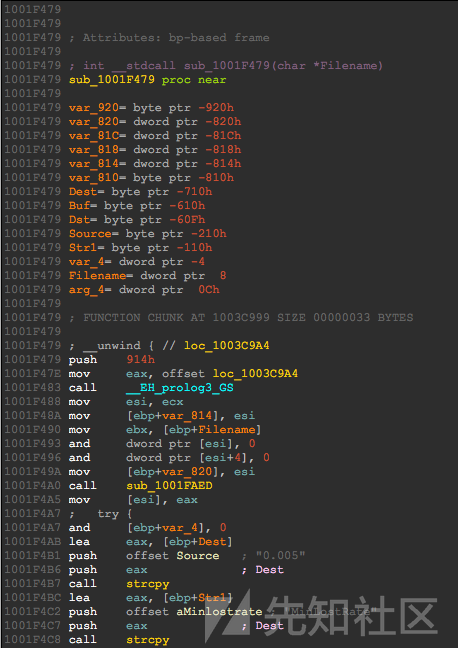 1001F479
1001F479
1001F479 ; Attributes: bp-based frame
1001F479
1001F479 ; int __stdcall sub_1001F479(char *Filename)
1001F479 sub_1001F479 proc near
1001F479
1001F479 var_920= byte ptr -920h
1001F479 var_820= dword ptr -820h
1001F479 var_81C= dword ptr -81Ch
1001F479 var_818= dword ptr -818h
1001F479 var_814= dword ptr -814h
1001F479 var_810= byte ptr -810h
1001F479 Dest= byte ptr -710h
1001F479 Buf= byte ptr -610h
1001F479 Dst= byte ptr -60Fh
1001F479 Source= byte ptr -210h
1001F479 Str1= byte ptr -110h
1001F479 var_4= dword ptr -4
1001F479 Filename= dword ptr  8
1001F479 arg_4= dword ptr  0Ch
1001F479
1001F479 ; FUNCTION CHUNK AT 1003C999 SIZE 00000033 BYTES
1001F479
1001F479 ; __unwind { // loc_1003C9A4
1001F479 push    914h
1001F47E mov     eax, offset loc_1003C9A4
1001F483 call    __EH_prolog3_GS
1001F488 mov     esi, ecx
1001F48A mov     [ebp+var_814], esi
1001F490 mov     ebx, [ebp+Filename]
1001F493 and     dword ptr [esi], 0
1001F496 and     dword ptr [esi+4], 0
1001F49A mov     [ebp+var_820], esi
1001F4A0 call    sub_1001FAED
1001F4A5 mov     [esi], eax
1001F4A7 ;   try {
1001F4A7 and     [ebp+var_4], 0
1001F4AB lea     eax, [ebp+Dest]
1001F4B1 push    offset Source   ; "0.005"
1001F4B6 push    eax             ; Dest
1001F4B7 call    strcpy
1001F4BC lea     eax, [ebp+Str1]
1001F4C2 push    offset aMinlostrate ; "MinLostRate"
1001F4C7 push    eax             ; Dest
1001F4C8 call    strcpy
先知社区